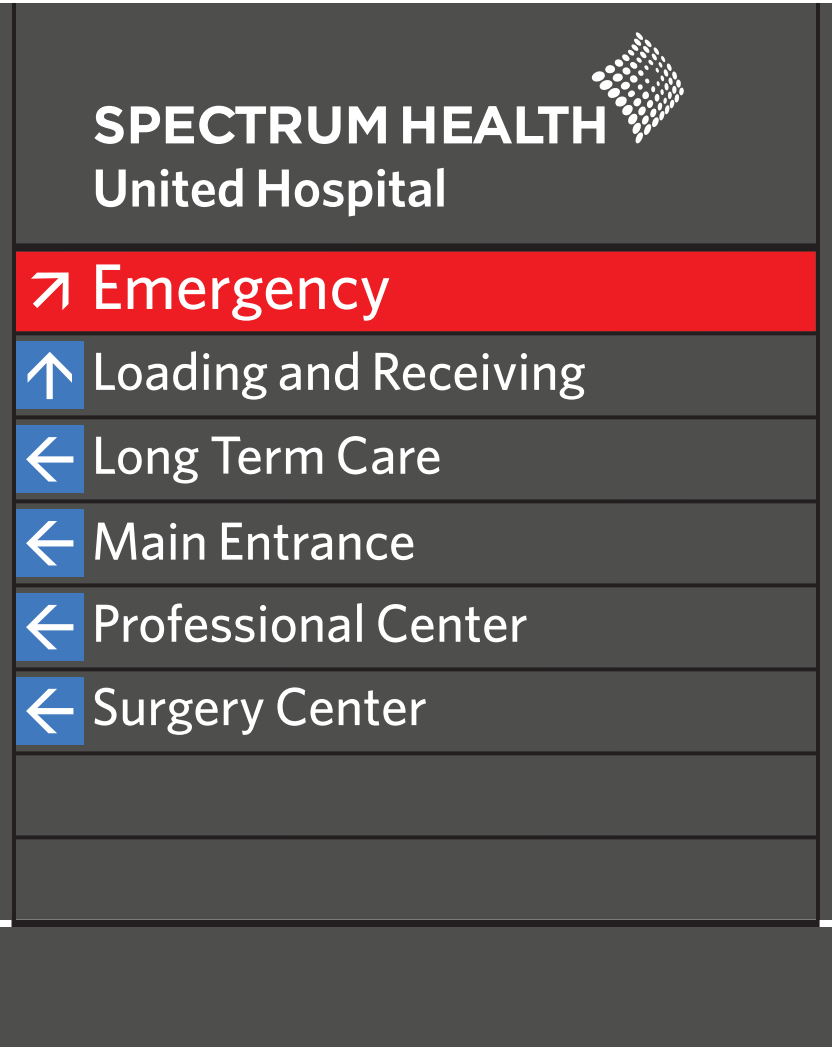 SPECTRUM HEALTH
United Hospital
Emergency
Loading and Receiving
Long Term Care
Main Entrance
Professional Center
Surgery Center